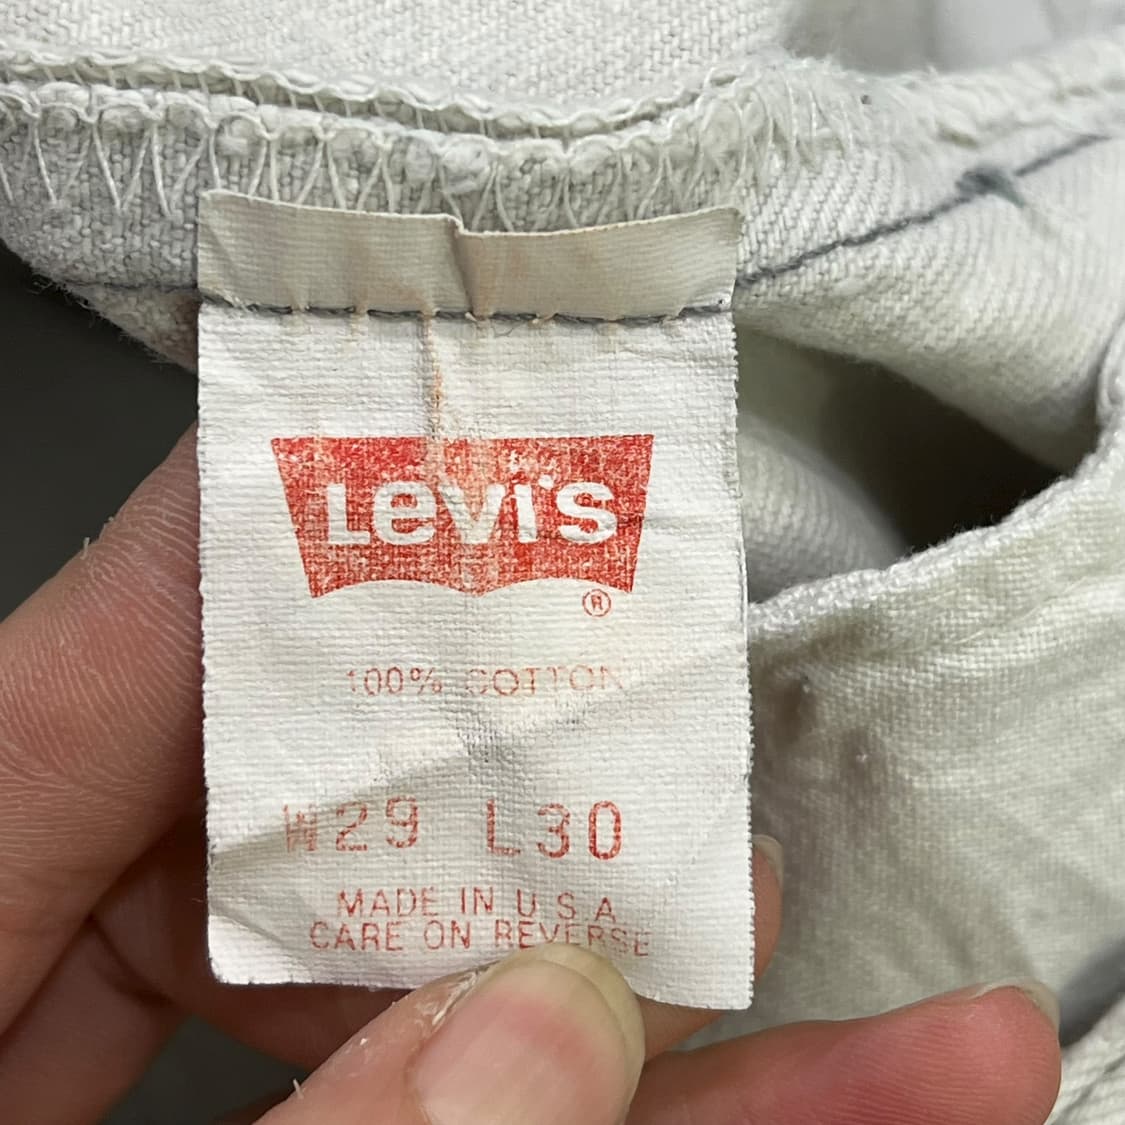 Levi's
®
100% COTTON
W29 L30
MADE IN U S A
CARE ON REVERSE